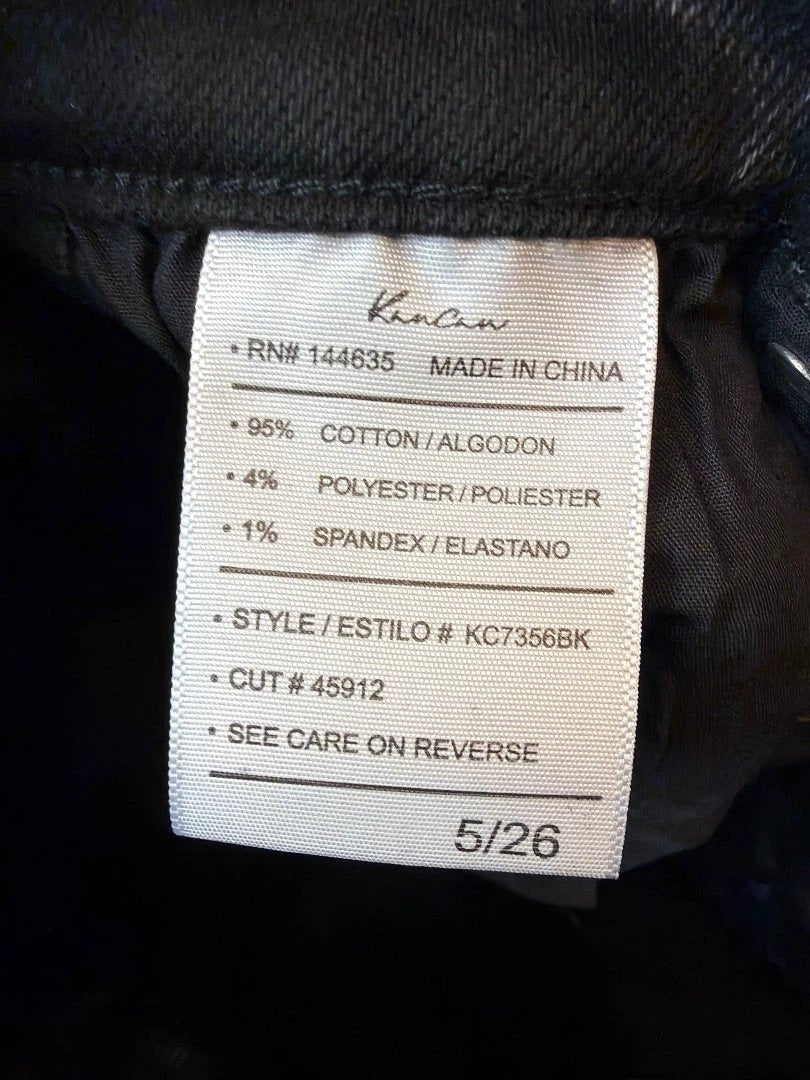 KanCan
• RN# 144635 MADE IN CHINA
• 95% COTTON / ALGODON
• 4% POLYESTER / POLIESTER
• 1% SPANDEX / ELASTANO
• STYLE / ESTILO # KC7356BK
• CUT # 45912
• SEE CARE ON REVERSE
5/26